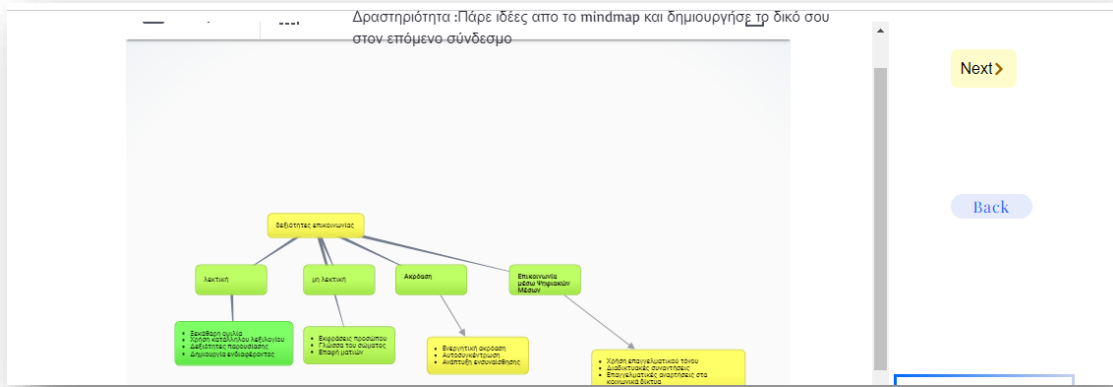 Δραστηριότητα :Πάρε ιδέες απο το mindmap και δημιουργήσε το δικό σου
στον επόμενο σύνδεσμο
Next
Back
δεξιότητες επικοινωνίας
λεκτική
μη λεκτική
Ακρόαση
Επικοινωνία
μέσω Ψηφιακών
Μέσων
Ξεκάθαρη ομιλία
Χρήση κατάλληλου λεξιλογίου
Δεξιότητες παρουσίασης
Δημιουργία ενδιαφέροντος
Εκφράσεις προσώπου
Γλώσσα του σώματος
Επαφή ματιών
Ενεργητική ακρόαση
Αυτοσυγκέντρωση
Ανάπτυξη ενσυναίσθησης
Χρήση επαγγελματικού τόνου
Διαδικτυακές συναντήσεις
Επαγγελματικές αναρτήσεις στα
κοινωνικά δίκτυα